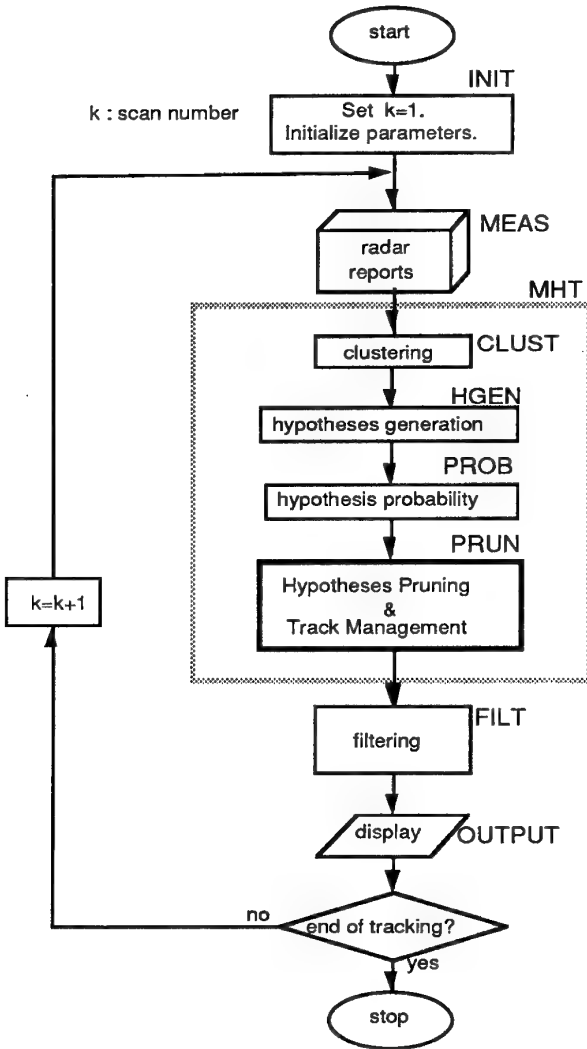 start
INIT
k : scan number
Set k=1.
Initialize parameters.
MEAS
radar
reports
MHT
clustering
CLUST
HGEN
hypotheses generation
PROB
hypothesis probability
PRUN
Hypotheses Pruning
&
Track Management
k=k+1
FILT
filtering
display
OUTPUT
no
end of tracking?
yes
stop